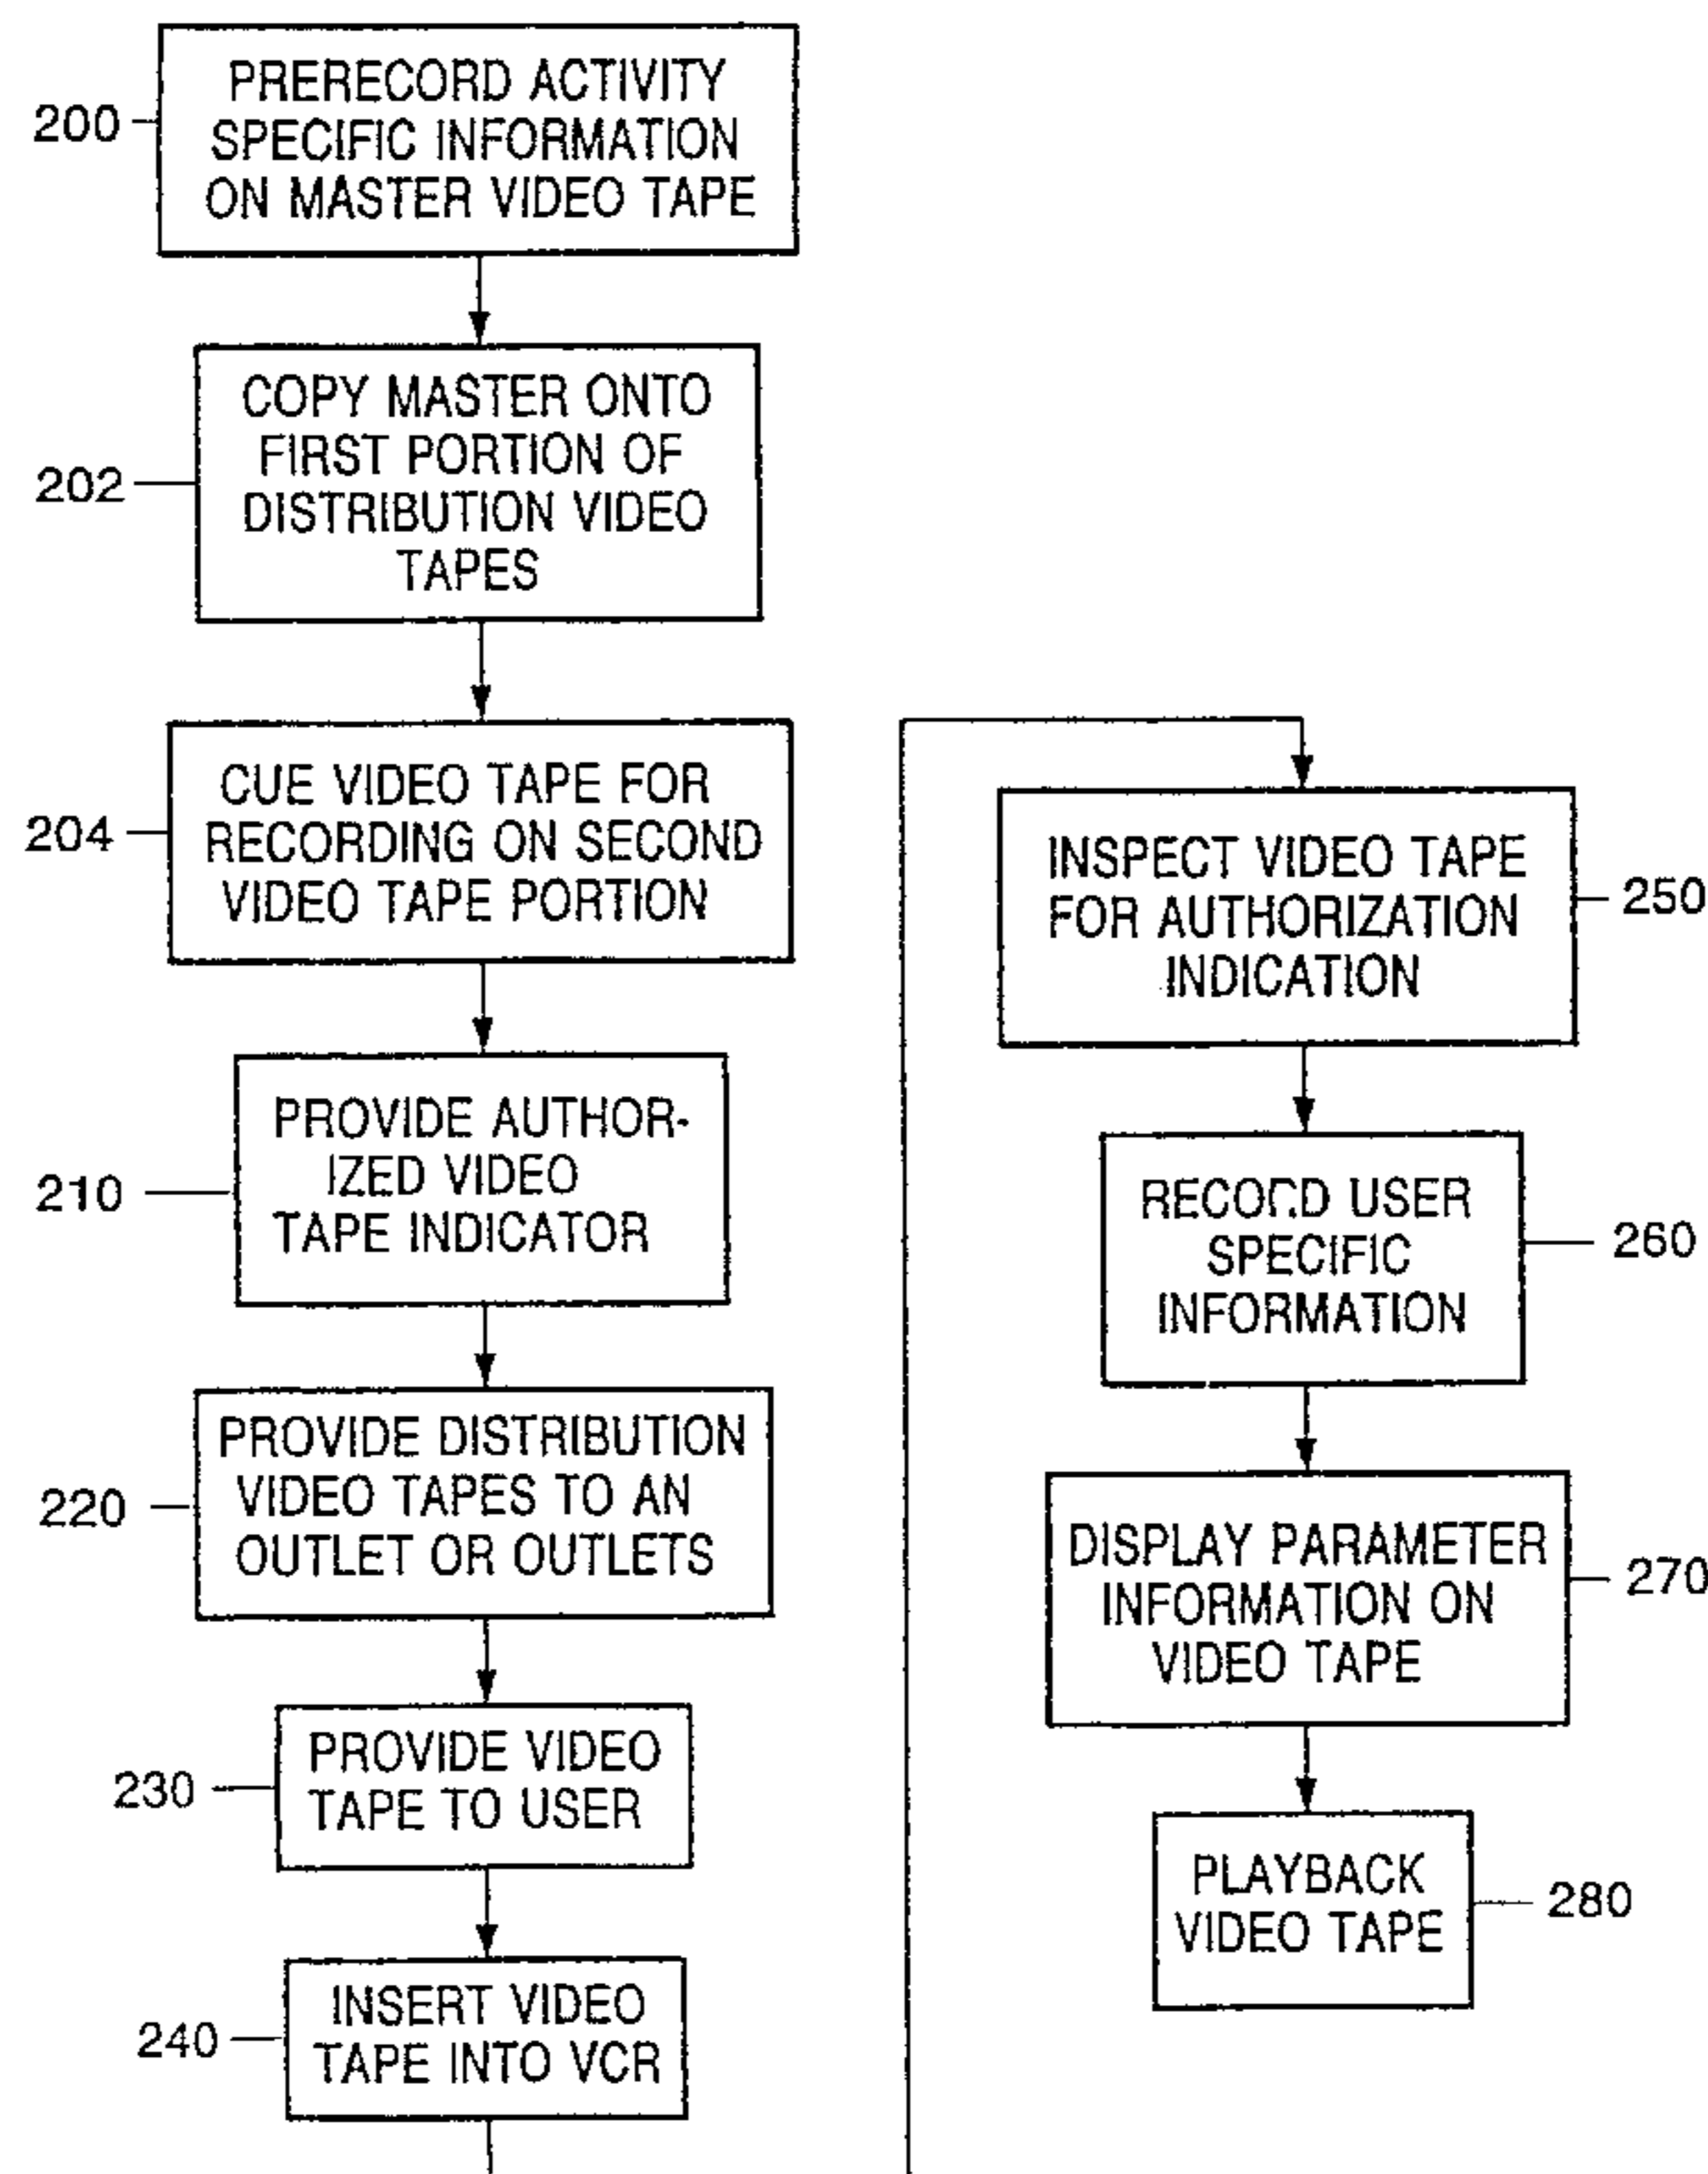 200
PRERECORD ACTIVITY
SPECIFIC INFORMATION
ON MASTER VIDEO TAPE
202
COPY MASTER ONTO
FIRST PORTION OF
DISTRIBUTION VIDEO
TAPES
204
CUE VIDEO TAPE FOR
RECORDING ON SECOND
VIDEO TAPE PORTION
210
PROVIDE AUTHOR-
IZED VIDEO
TAPE INDICATOR
220
PROVIDE DISTRIBUTION
VIDEO TAPES TO AN
OUTLET OR OUTLETS
230
PROVIDE VIDEO
TAPE TO USER
240
INSERT VIDEO
TAPE INTO VCR
INSPECT VIDEO TAPE
FOR AUTHORIZATION
INDICATION
250
RECORD USER
SPECIFIC
INFORMATION
260
DISPLAY PARAMETER
INFORMATION ON
VIDEO TAPE
270
PLAYBACK
VIDEO TAPE
280